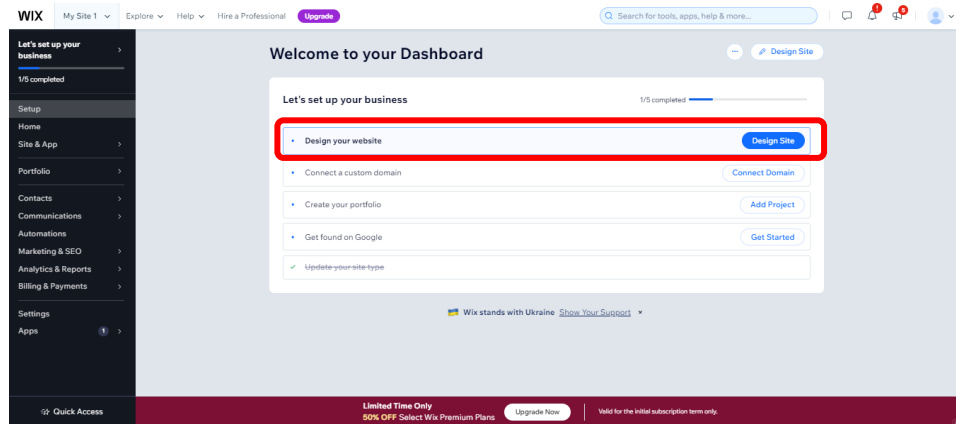 WIX
My Site 1
Explore
Help
Hire a Professional
Upgrade
Search for tools, apps, help & more...
Let's set up your
business
1/5 completed
Setup
Home
Site & App
Portfolio
Contacts
Communications
Automations
Marketing & SEO
Analytics & Reports
Billing & Payments
Settings
Apps 1
Quick Access
Welcome to your Dashboard
... Design Site
Let's set up your business
1/5 completed
Design your website
Design Site
Connect a custom domain
Connect Domain
Create your portfolio
Add Project
Get found on Google
Get Started
Update your site type
Wix stands with Ukraine Show Your Support ×
Limited Time Only
50% OFF Select Wix Premium Plans
Upgrade Now
Valid for the initial subscription term only.